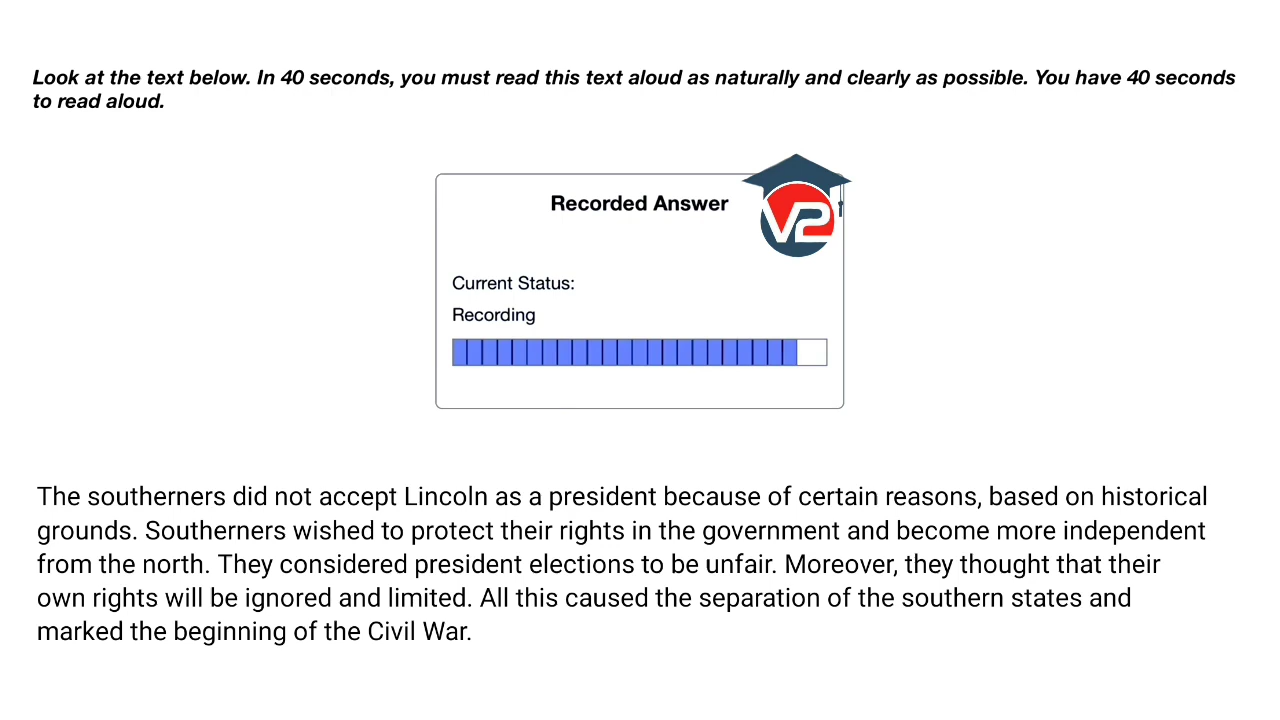 Look at the text below. In 40 seconds, you must read this text aloud as naturally and clearly as possible. You have 40 seconds
to read aloud.
Recorded Answer
V2
Current Status:
Recording
The southerners did not accept Lincoln as a president because of certain reasons, based on historical
grounds. Southerners wished to protect their rights in the government and become more independent
from the north. They considered president elections to be unfair. Moreover, they thought that their
own rights will be ignored and limited. All this caused the separation of the southern states and
marked the beginning of the Civil War.